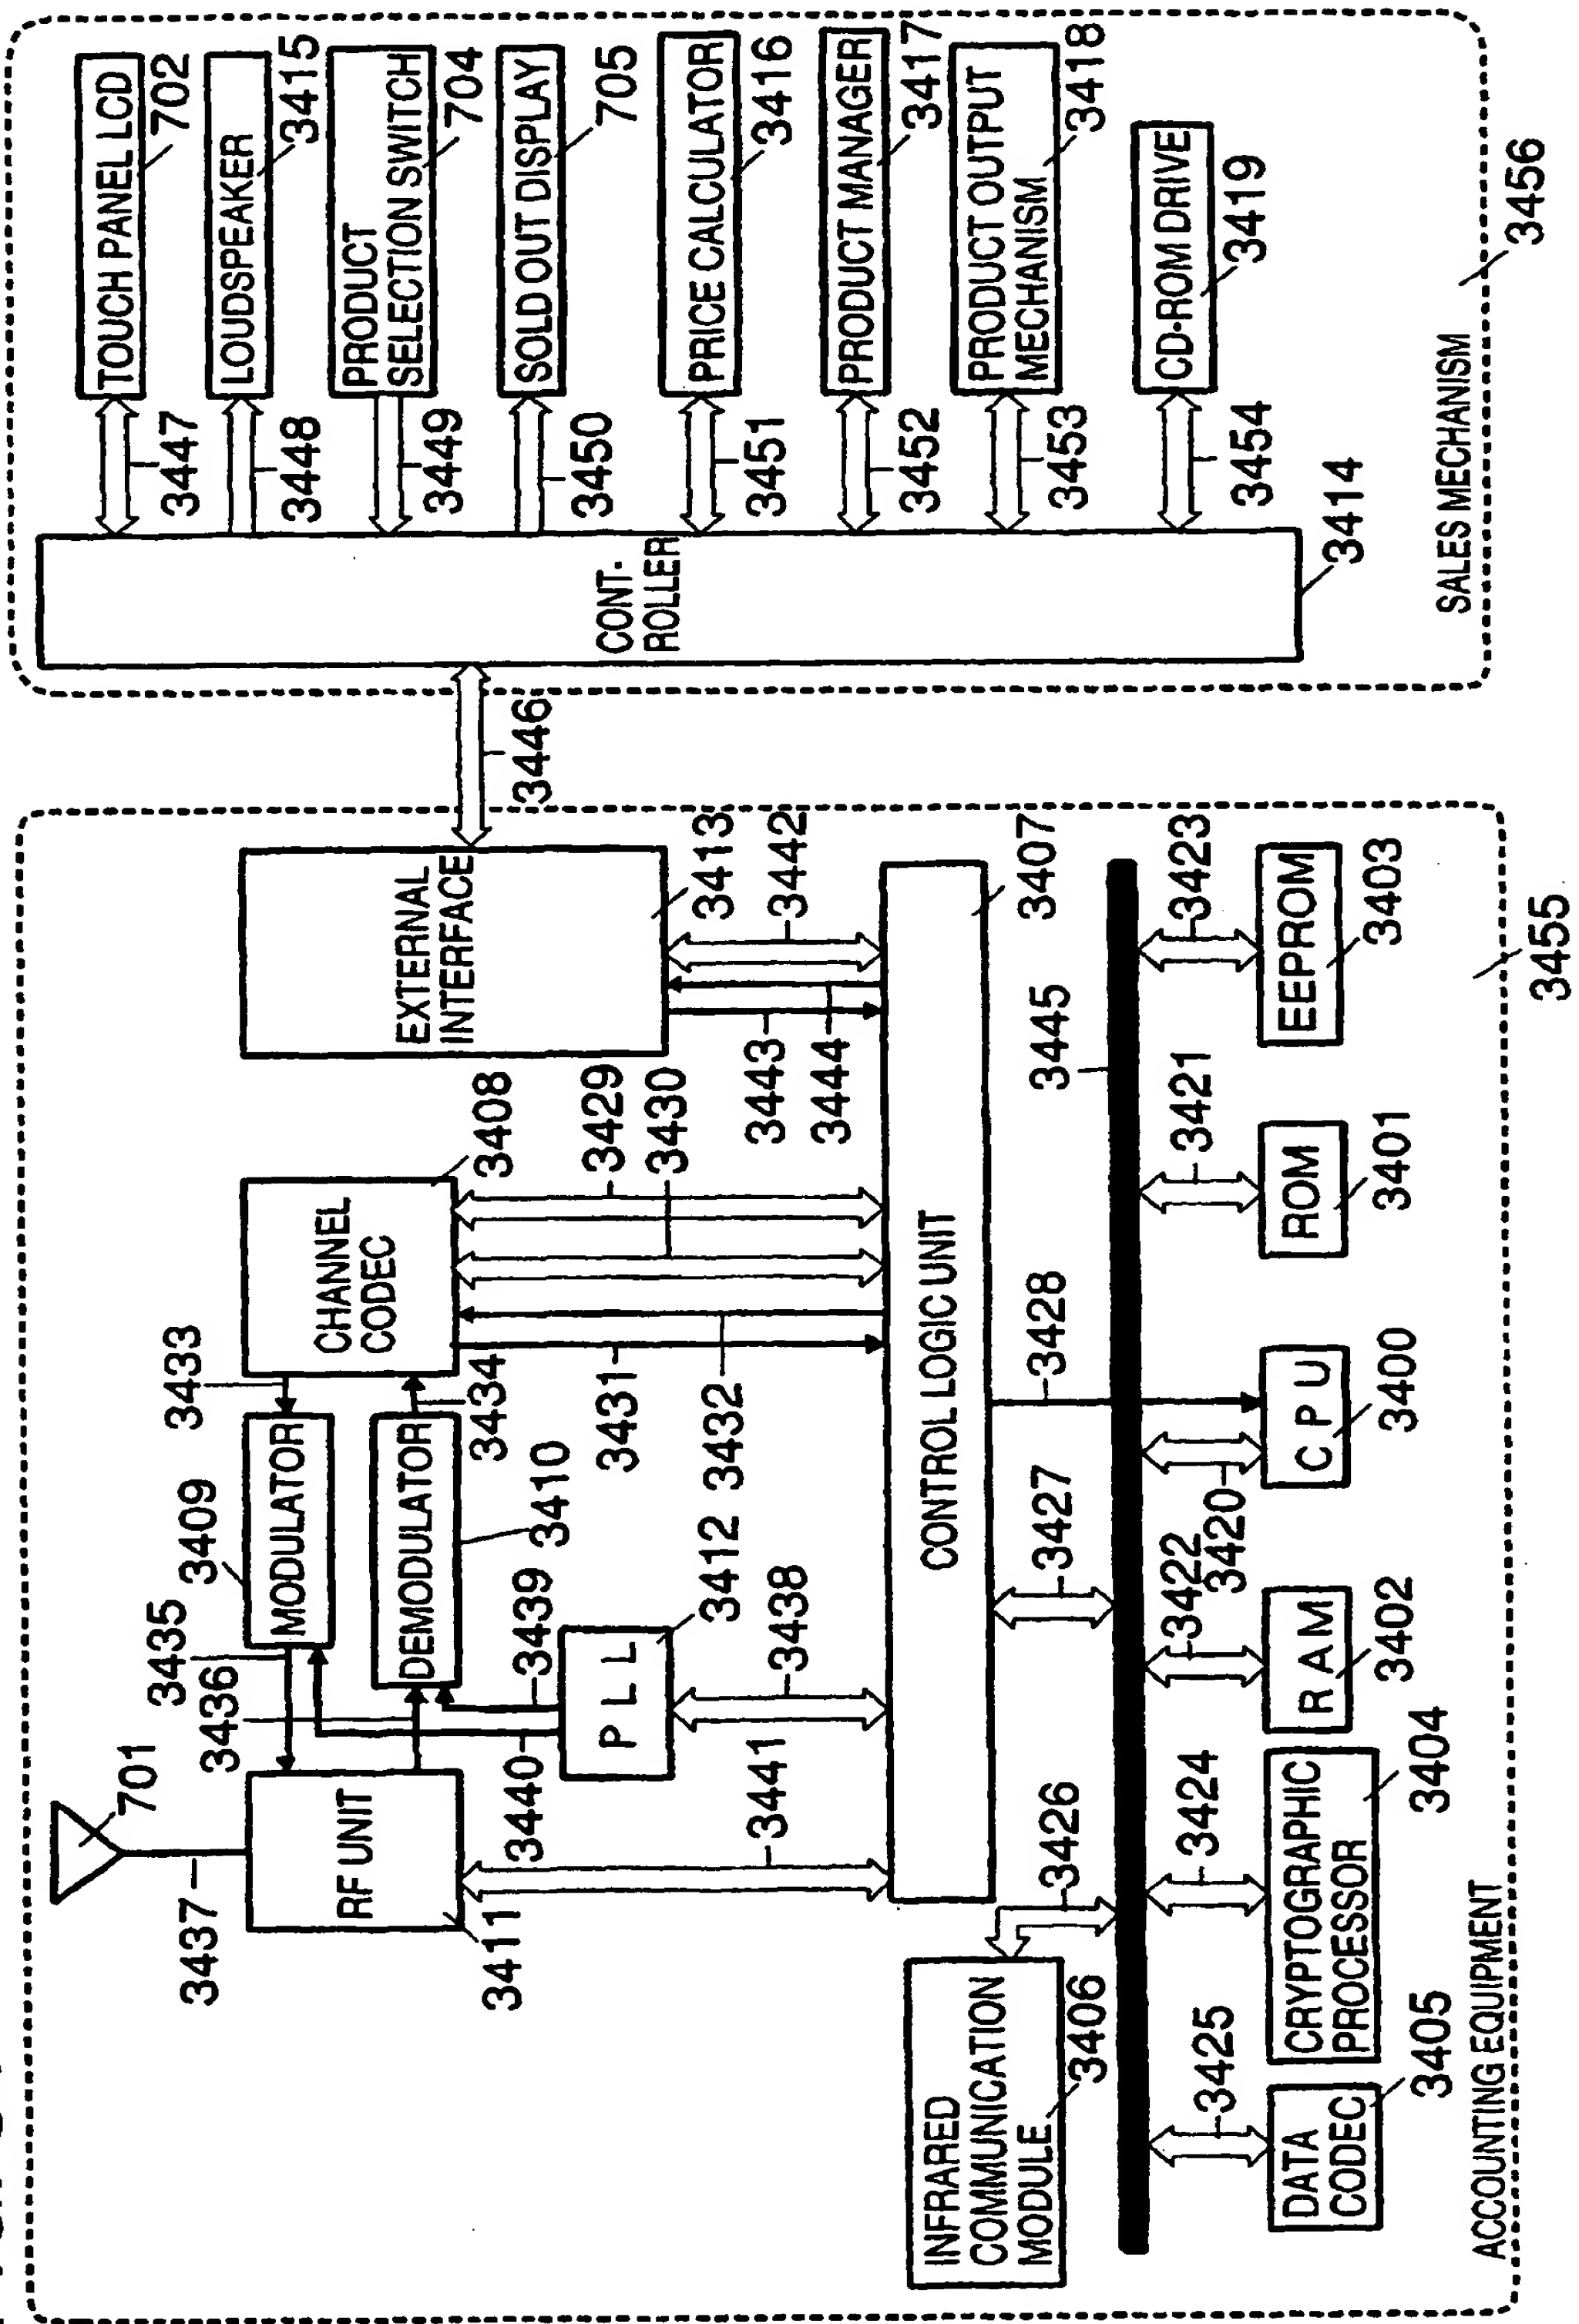 701
3437
RF UNIT
3411
3435
3436
3409
MODULATOR
3433
DEMODULATOR
3434
3410
CHANNEL
CODEC
3408
3439
3440
P L L
3412
3438
3441
3431
3432
3429
3430
EXTERNAL
INTERFACE
3413
3442
3443
3444
CONTROL LOGIC UNIT
3407
INFRARED
COMMUNICATION
MODULE
3406
3426
3427
3428
3445
3425
3424
3422
3420
3421
3423
DATA
CODEC
3405
CRYPTOGRAPHIC
PROCESSOR
3404
R A M
3402
C P U
3400
ROM
3401
EEPROM
3403
ACCOUNTING EQUIPMENT
3455
3446
CONT-
ROLLER
3414
3447
TOUCH PANEL LCD
702
3448
LOUDSPEAKER
3415
3449
PRODUCT
SELECTION SWITCH
704
3450
SOLD OUT DISPLAY
705
3451
PRICE CALCULATOR
3416
3452
PRODUCT MANAGER
3417
3453
PRODUCT OUTPUT
MECHANISM
3418
3454
CD-ROM DRIVE
3419
SALES MECHANISM
3456